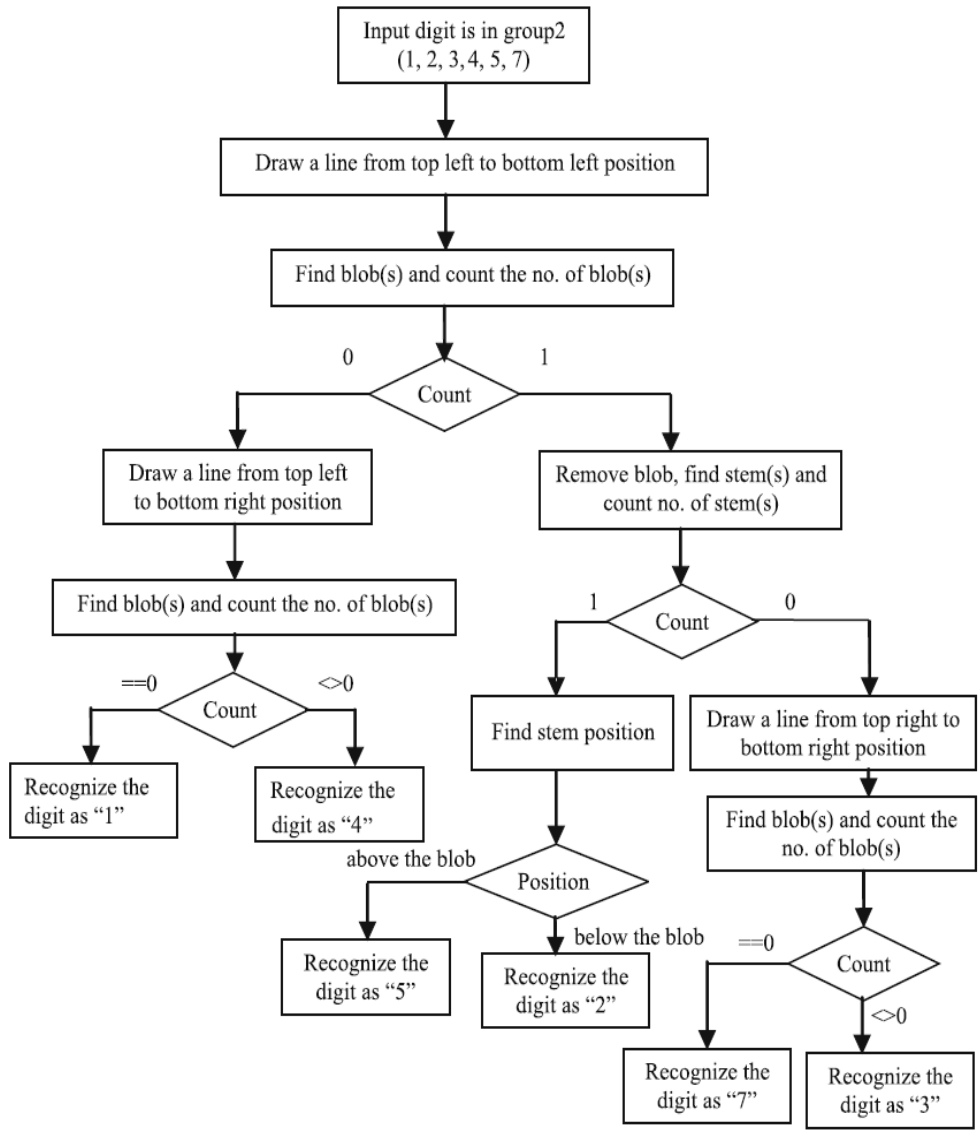 Input digit is in group2
(1, 2, 3, 4, 5, 7)
Draw a line from top left to bottom left position
Find blob(s) and count the no. of blob(s)
0
1
Count
Draw a line from top left
to bottom right position
Remove blob, find stem(s) and
count no. of stem(s)
Find blob(s) and count the no. of blob(s)
1
0
Count
==0
<>0
Count
Find stem position
Draw a line from top right to
bottom right position
Recognize the
digit as “1”
Recognize the
digit as “4”
Find blob(s) and count the
no. of blob(s)
above the blob
Position
below the blob
==0
Count
Recognize the
digit as “5”
Recognize the
digit as “2”
<>0
Recognize the
digit as “7”
Recognize the
digit as “3”